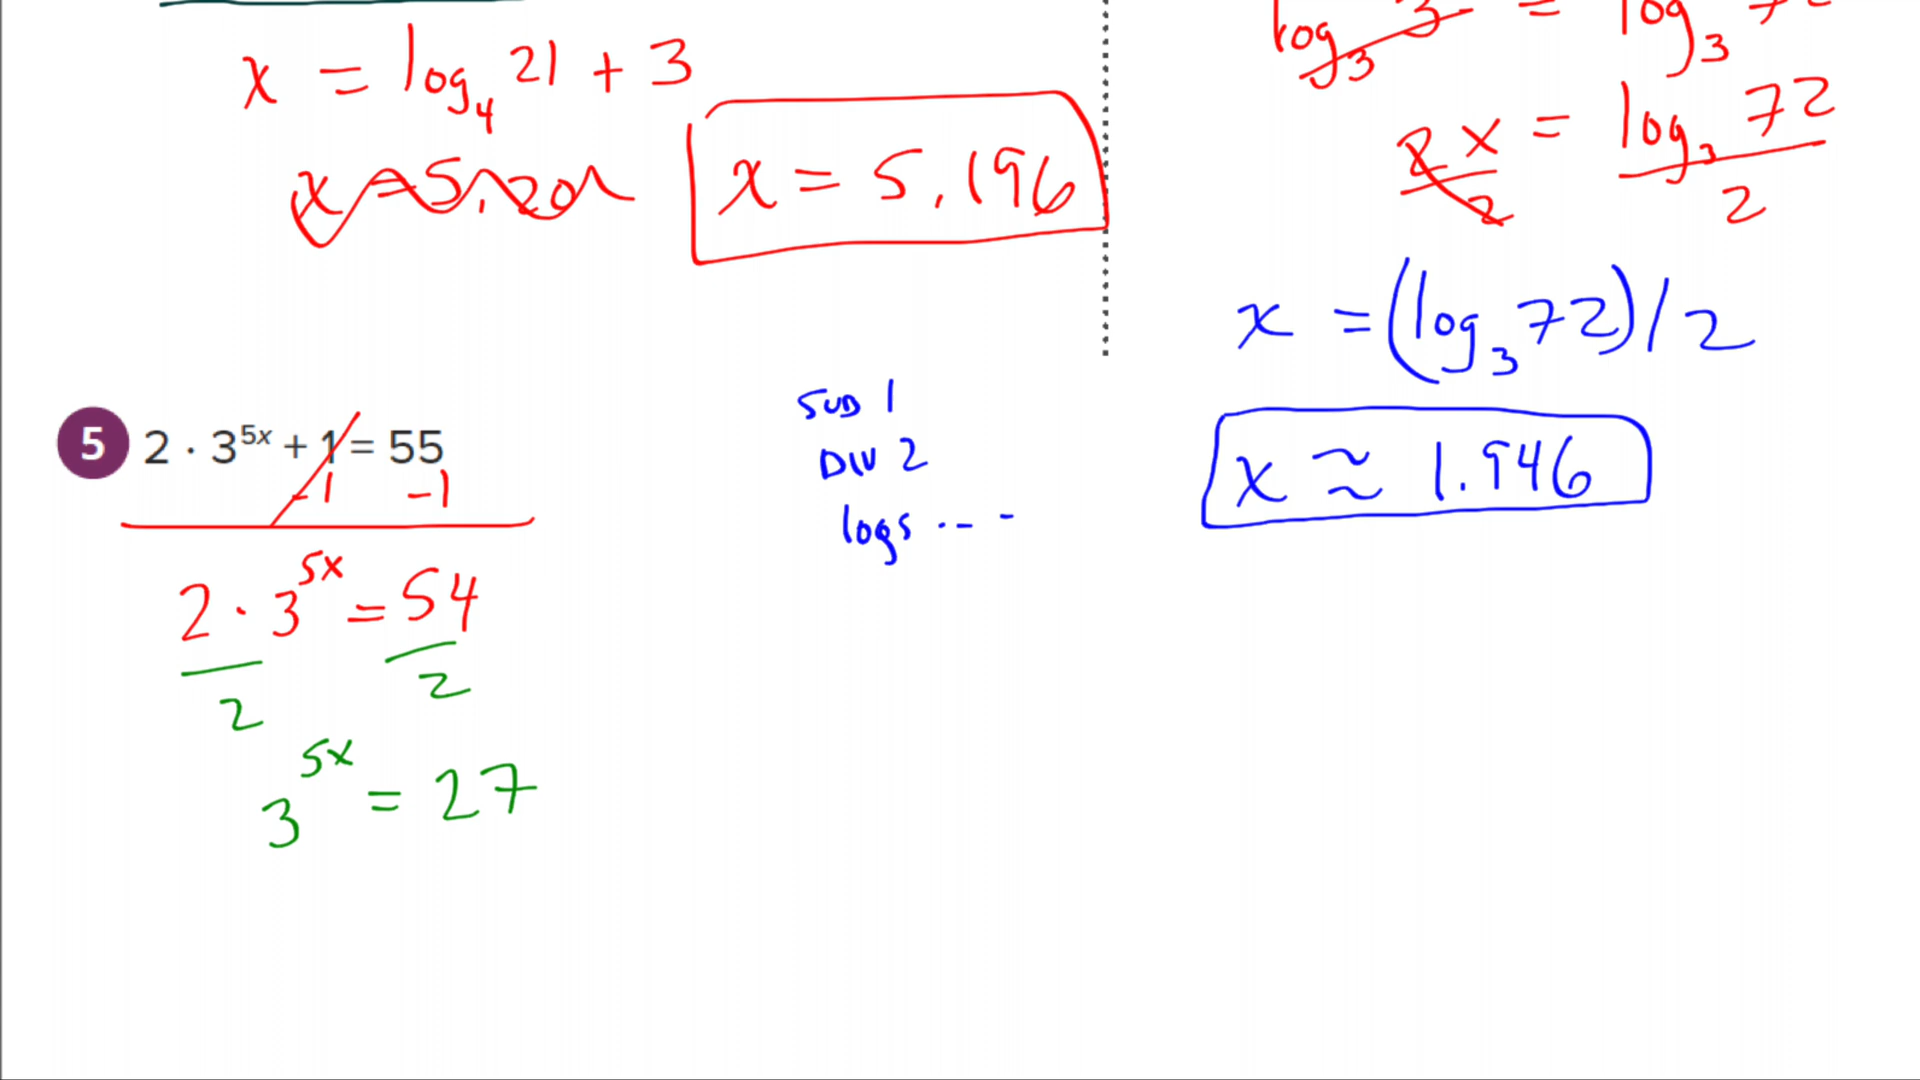 x = log₄ 21 + 3
x = 5.20
x = 5.196
log₃ 3 = log₃ 72
2x = log₃ 72
2 2
x = (log₃ 72)/2
x ≈ 1.946
5 2 · 3^5x + 1 = 55
-1 -1
2 · 3^5x = 54
2 2
3^5x = 27
SUB 1
DIV 2
logs ...